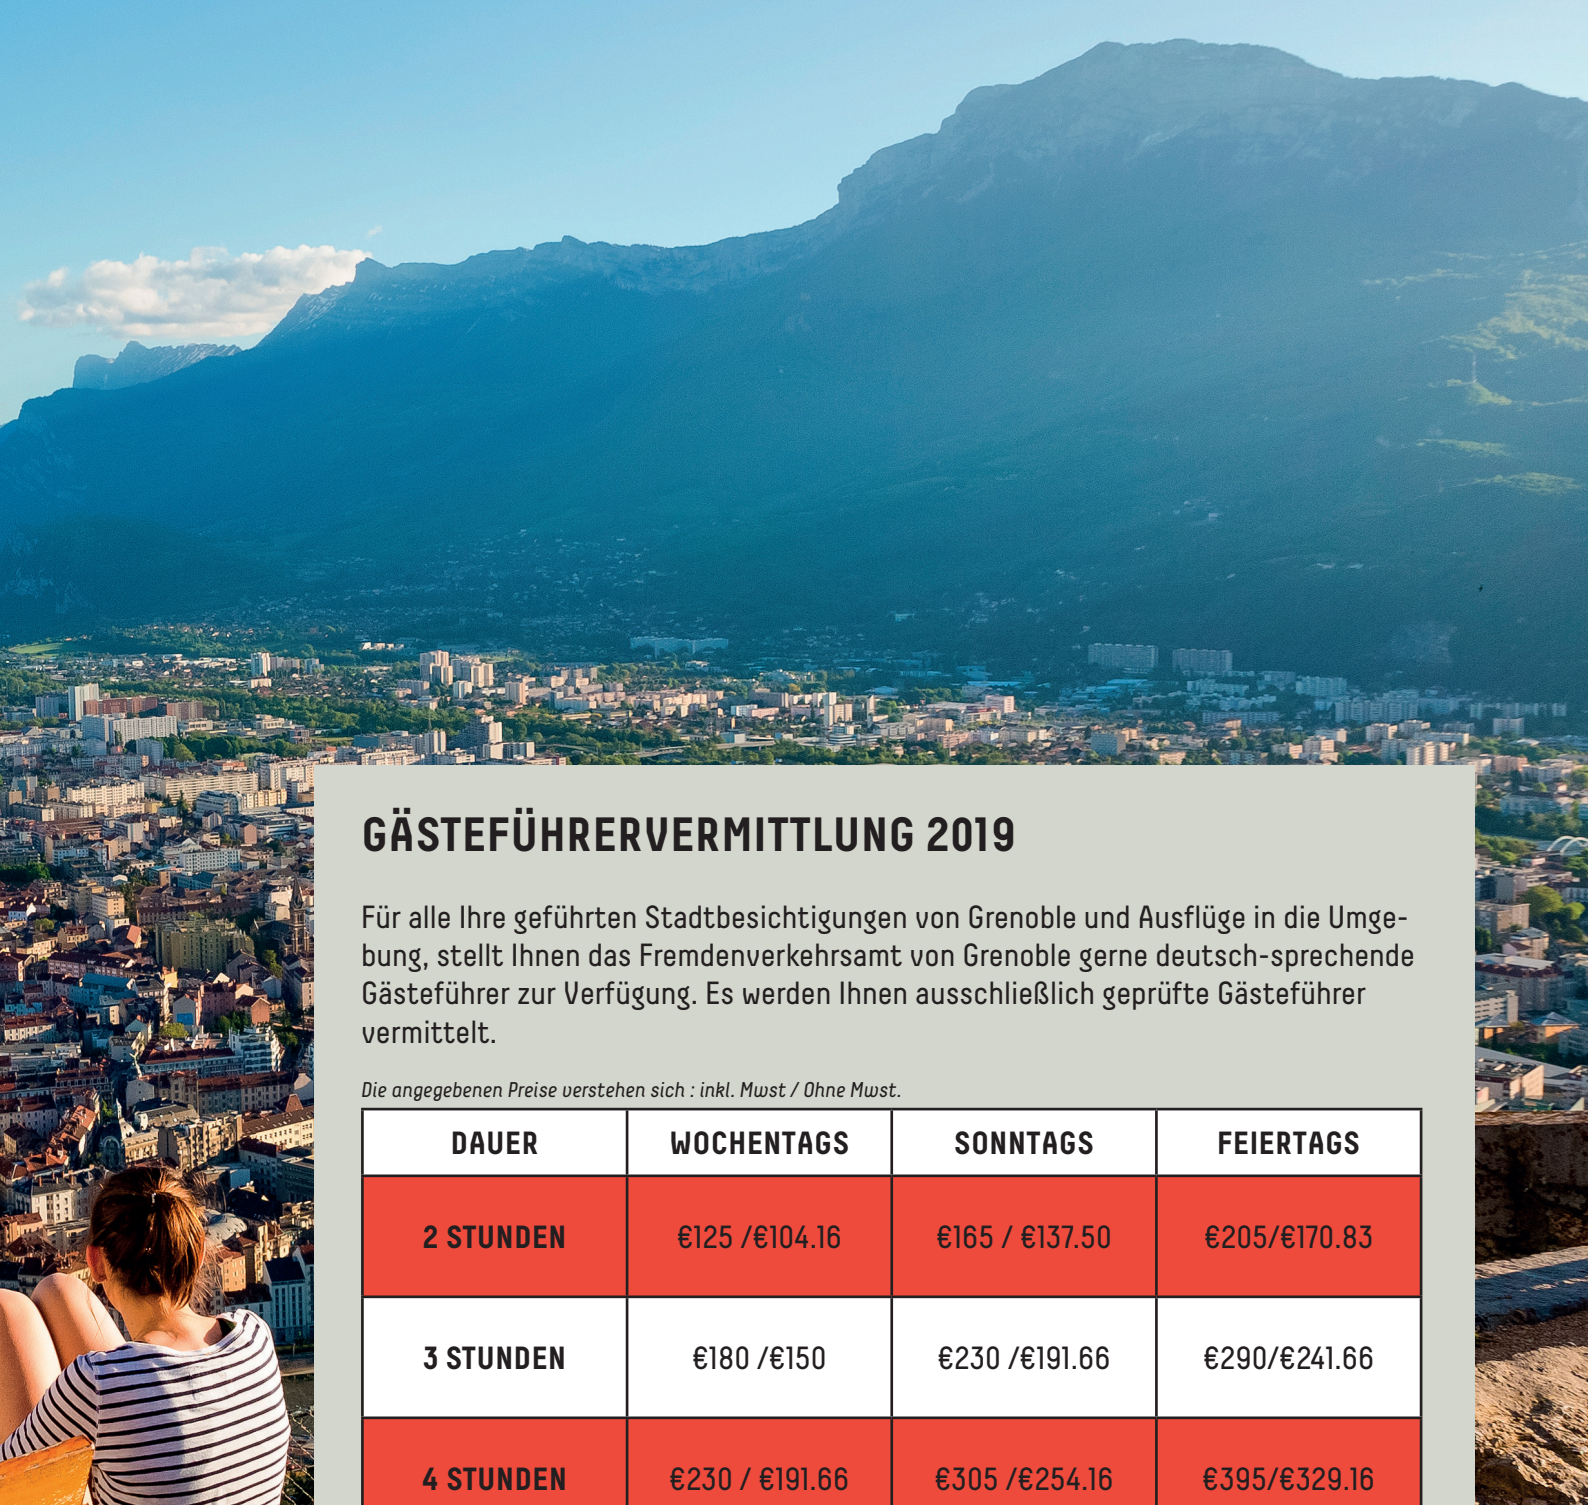 GÄSTEFÜHRERVERMITTLUNG 2019
Für alle Ihre geführten Stadtbesichtigungen von Grenoble und Ausflüge in die Umge-
bung, stellt Ihnen das Fremdenverkehrsamt von Grenoble gerne deutsch-sprechende
Gästeführer zur Verfügung. Es werden Ihnen ausschließlich geprüfte Gästeführer
vermittelt.
Die angegebenen Preise verstehen sich : inkl. Mwst / Ohne Mwst.
DAUER WOCHENTAGS SONNTAGS FEIERTAGS
2 STUNDEN €125 /€104.16 €165 / €137.50 €205/€170.83
3 STUNDEN €180 /€150 €230 /€191.66 €290/€241.66
4 STUNDEN €230 / €191.66 €305 /€254.16 €395/€329.16